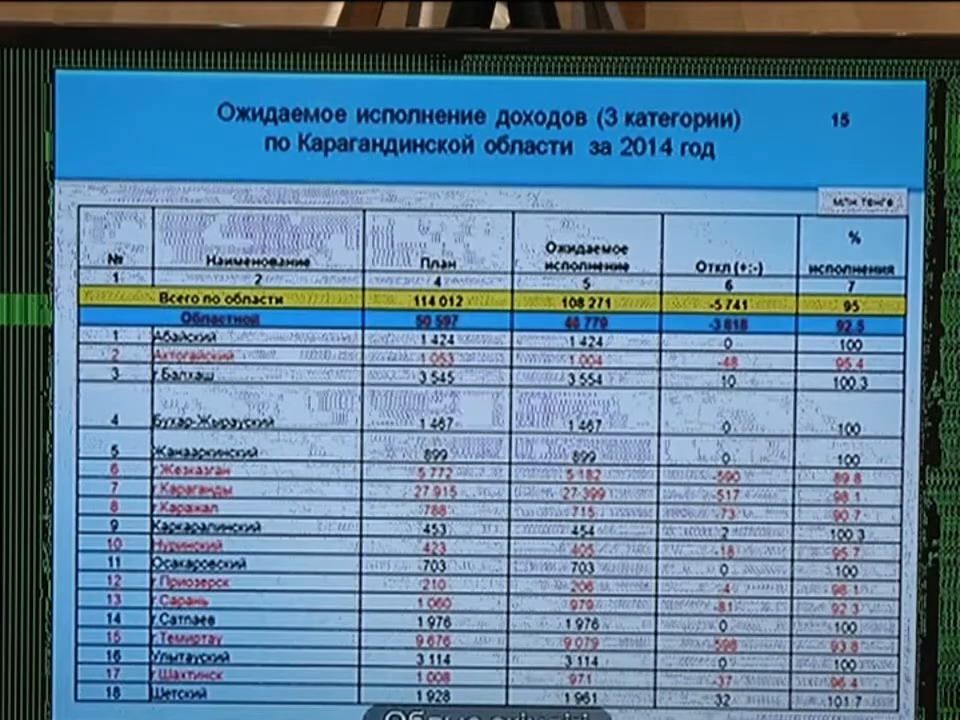 Ожидаемое исполнение доходов (3 категории) 15
по Карагандинской области за 2014 год
млн тенге
№ Наименование План Ожидаемое исполнение Откл (+;-) % исполнения
1 2 4 5 6 7
Всего по области 114 012 108 271 -5 741 95
Областной 50 597 46 779 -3 818 92.5
1 Абайский 1 424 1 424 0 100
2 Актогайский 1 053 1 004 -48 95.4
3 г.Балхаш 3 545 3 554 10 100.3
4 Бухар-Жырауский 1 467 1 467 0 100
5 Жанааркинский 899 899 0 100
6 г.Жезказган 5 772 5 182 -590 89.8
7 г.Караганды 27 915 27 399 -517 98.1
8 г.Каражал 788 715 -73 90.7
9 Каркаралинский 453 454 2 100.3
10 Нуринский 423 405 -18 95.7
11 Осакаровский 703 703 0 100
12 г.Приозерск 210 206 -4 98.1
13 г.Сарань 1 060 979 -81 92.3
14 г.Сатпаев 1 976 1 976 0 100
15 г.Темиртау 9 676 9 079 -598 93.8
16 Улытауский 3 114 3 114 0 100
17 г.Шахтинск 1 008 971 -37 96.4
18 Шетский 1 928 1 961 32 101.7